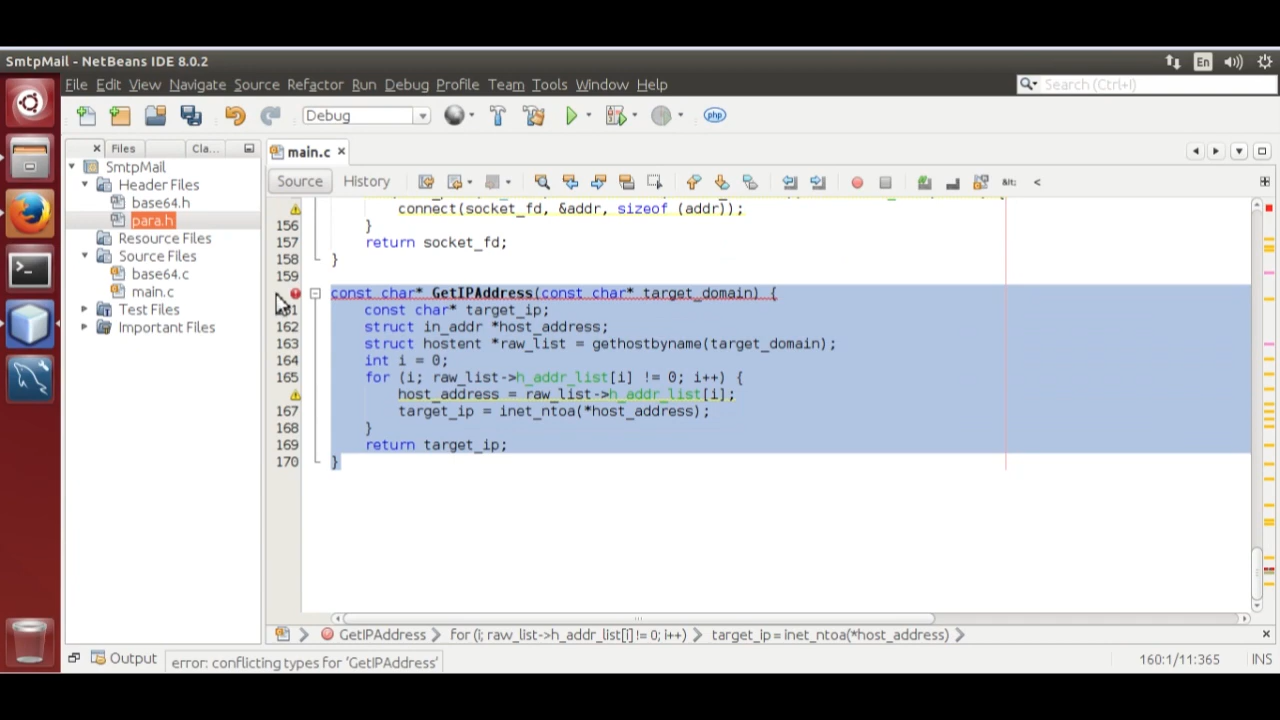 SmtpMail - NetBeans IDE 8.0.2
En
File Edit View Navigate Source Refactor Run Debug Profile Team Tools Window Help
Search (Ctrl+I)
Debug
php
Files
Cla...
main.c
SmtpMail
Header Files
base64.h
para.h
Resource Files
Source Files
base64.c
main.c
Test Files
Important Files
Source History
connect(socket_fd, &addr, sizeof (addr));
156 }
157 return socket_fd;
158 }
159
const char* GetIPAddress(const char* target_domain) {
const char* target_ip;
162 struct in_addr *host_address;
163 struct hostent *raw_list = gethostbyname(target_domain);
164 int i = 0;
165 for (i; raw_list->h_addr_list[i] != 0; i++) {
host_address = raw_list->h_addr_list[i];
167 target_ip = inet_ntoa(*host_address);
168 }
169 return target_ip;
170 }
GetIPAddress for (i; raw_list->h_addr_list[i] != 0; i++) target_ip = inet_ntoa(*host_address)
Output error: conflicting types for 'GetIPAddress' 160:1/11:365 INS